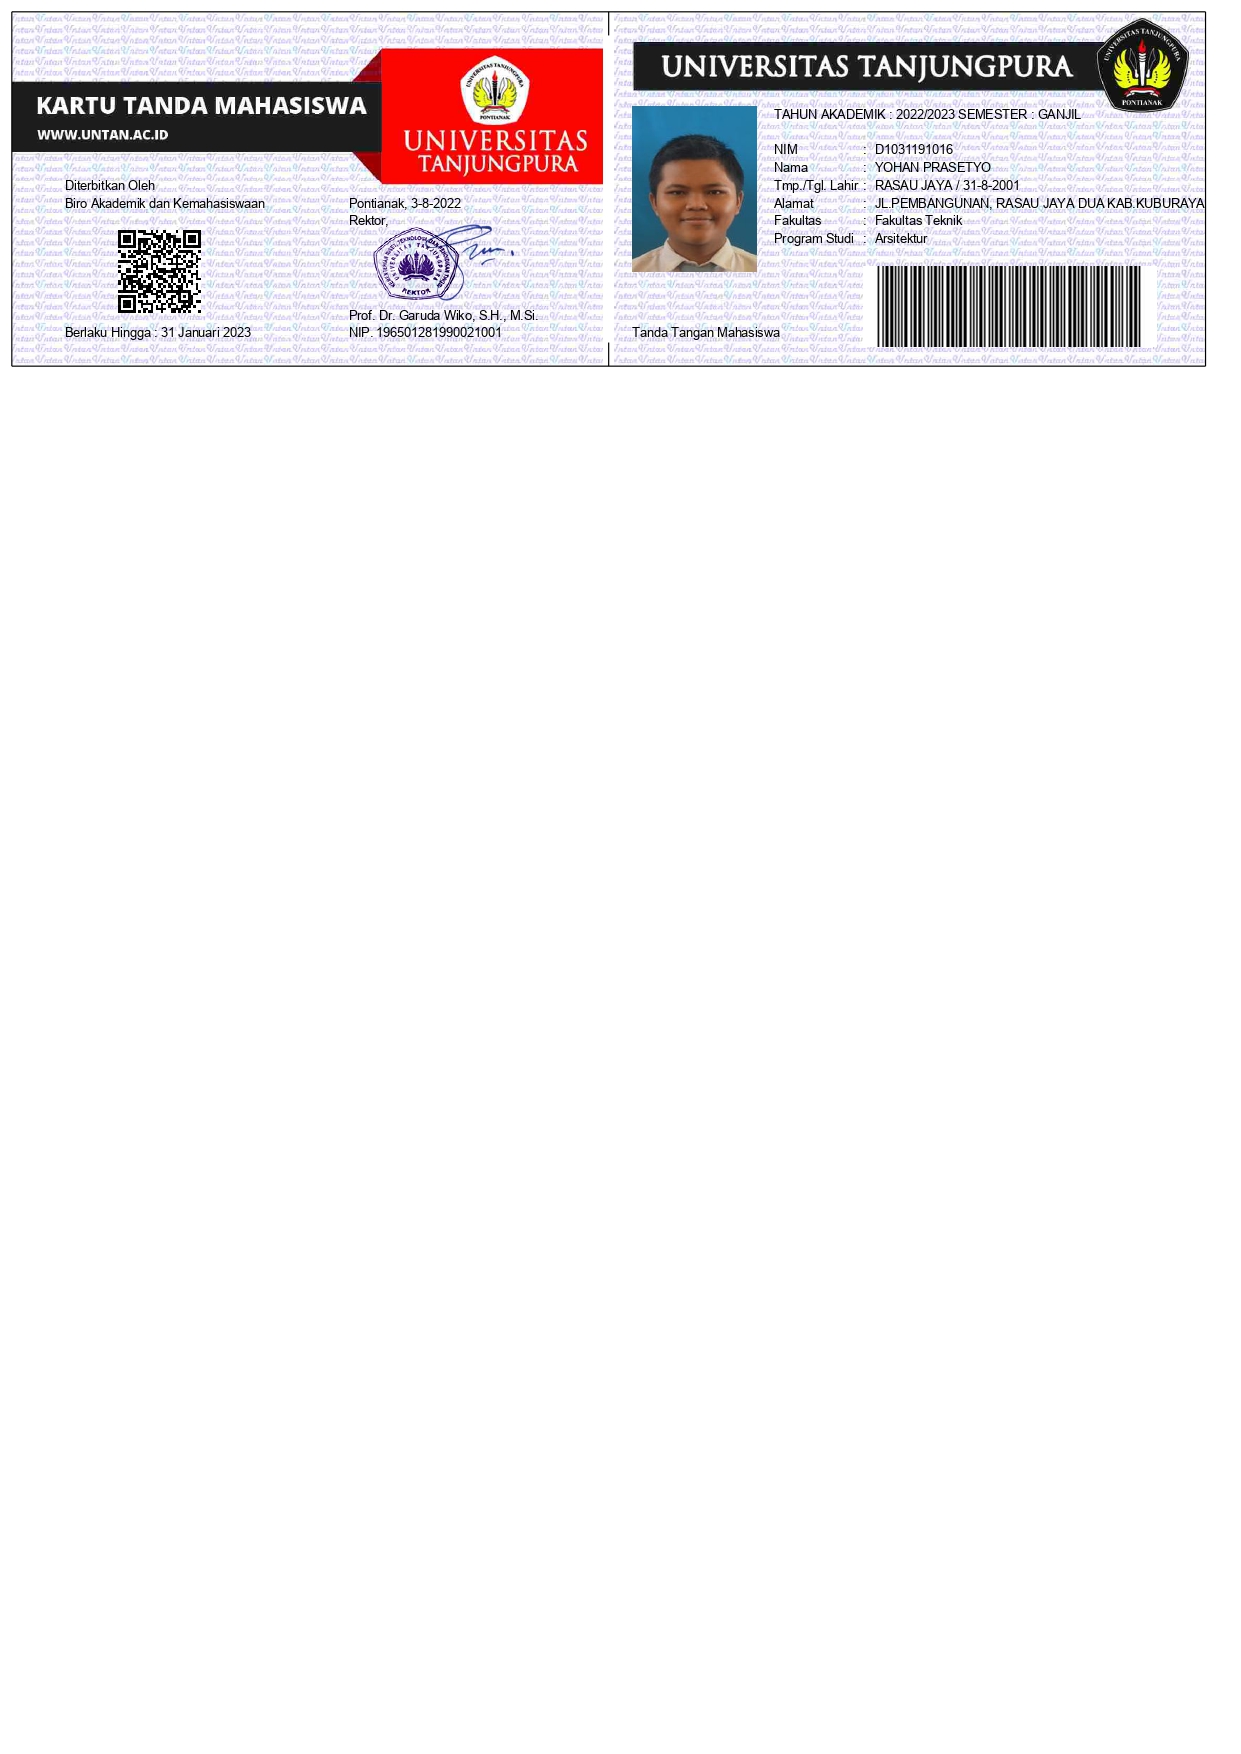 KARTU TANDA MAHASISWA
WWW.UNTAN.AC.ID
UNIVERSITAS TANJUNGPURA
PONTIANAK
UNIVERSITAS
TANJUNGPURA
Diterbitkan Oleh
Biro Akademik dan Kemahasiswaan
Berlaku Hingga : 31 Januari 2023
Pontianak, 3-8-2022
Rektor,
REKTOR
Prof. Dr. Garuda Wiko, S.H., M.Si.
NIP. 196501281990021001
UNIVERSITAS TANJUNGPURA
UNIVERSITAS TANJUNGPURA
PONTIANAK
TAHUN AKADEMIK : 2022/2023 SEMESTER : GANJIL
NIM : D1031191016
Nama : YOHAN PRASETYO
Tmp./Tgl. Lahir : RASAU JAYA / 31-8-2001
Alamat : JL.PEMBANGUNAN, RASAU JAYA DUA KAB.KUBURAYA
Fakultas : Fakultas Teknik
Program Studi : Arsitektur
Tanda Tangan Mahasiswa